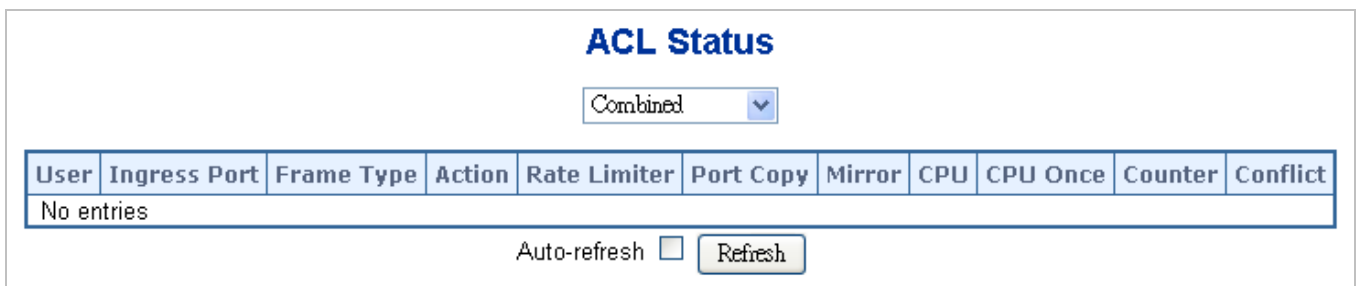 ACL Status
Combined
User Ingress Port Frame Type Action Rate Limiter Port Copy Mirror CPU CPU Once Counter Conflict
No entries
Auto-refresh Refresh